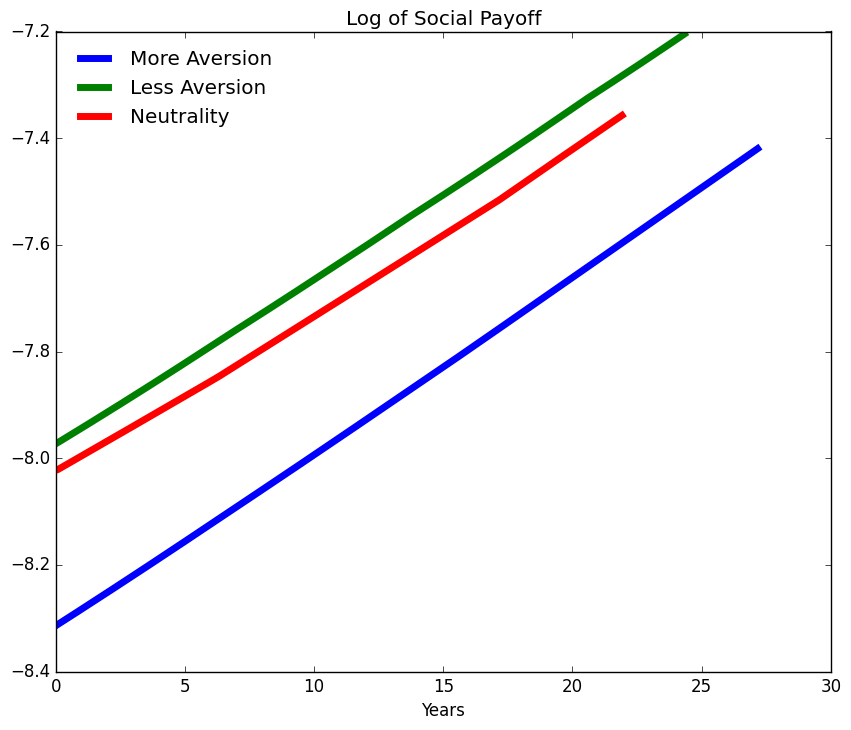 Log of Social Payoff
−7.2
−7.4
−7.6
−7.8
−8.0
−8.2
−8.4
More Aversion
Less Aversion
Neutrality
0 5 10 15 20 25 30
Years